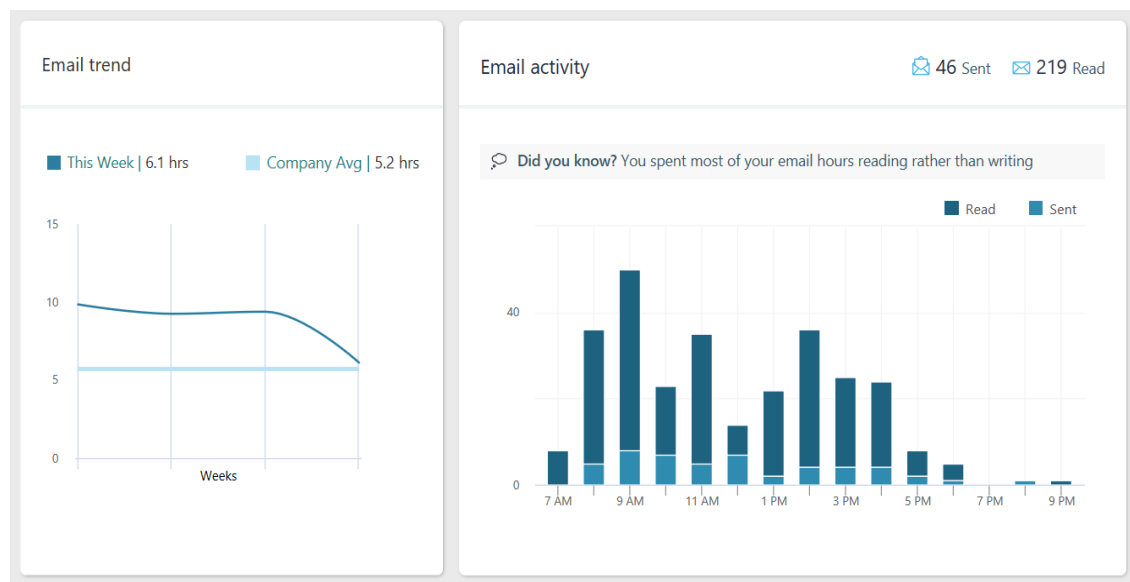 Email trend
This Week | 6.1 hrs
Company Avg | 5.2 hrs
15
10
5
0
Weeks
Email activity
46 Sent
219 Read
Did you know? You spent most of your email hours reading rather than writing
Read
Sent
40
0
7 AM
9 AM
11 AM
1 PM
3 PM
5 PM
7 PM
9 PM